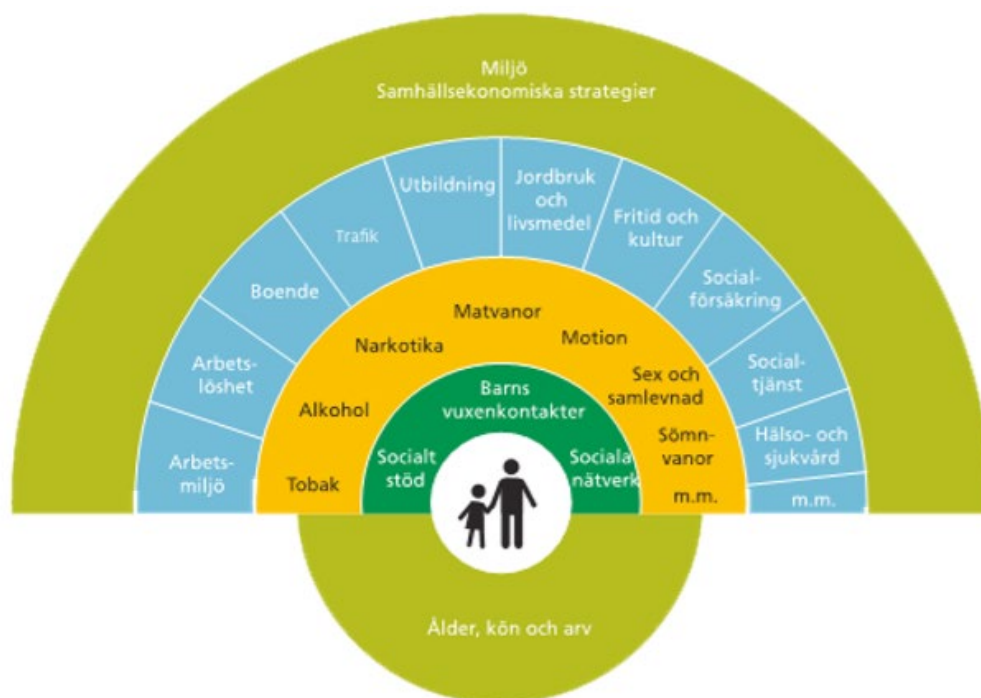 Miljö
Samhällsekonomiska strategier
Arbets-
miljö
Arbets-
löshet
Boende
Trafik
Utbildning
Jordbruk
och
livsmedel
Fritid och
kultur
Social-
försäkring
Social-
tjänst
Hälso- och
sjukvård
m.m.
Tobak
Alkohol
Narkotika
Matvanor
Motion
Sex och
samlevnad
Sömn-
vanor
m.m.
Socialt
stöd
Barns
vuxenkontakter
Sociala
nätverk
Ålder, kön och arv